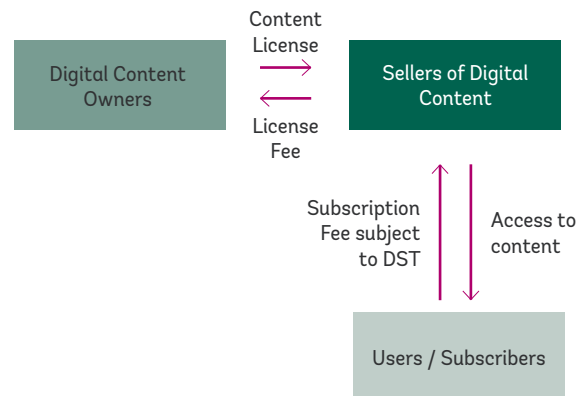 Content
License
Digital Content
Owners
Sellers of Digital
Content
License
Fee
Subscription
Fee subject
to DST
Access to
content
Users / Subscribers